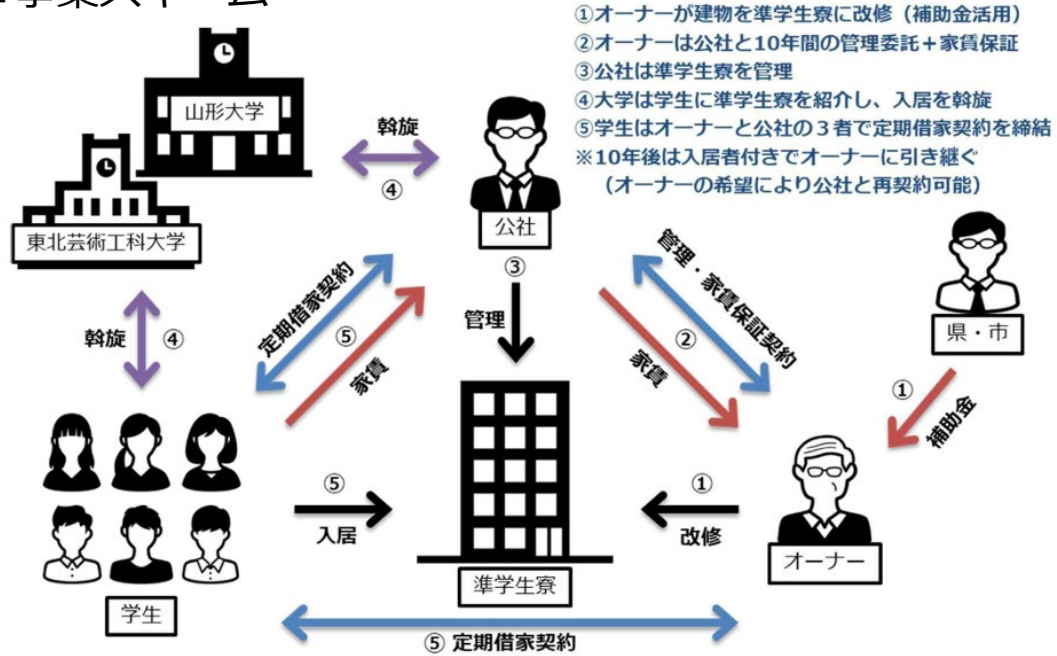 ①オーナーが建物を準学生寮に改修（補助金活用）
②オーナーは公社と10年間の管理委託＋家賃保証
③公社は準学生寮を管理
④大学は学生に準学生寮を紹介し、入居を斡旋
⑤学生はオーナーと公社の３者で定期借家契約を締結
※10年後は入居者付きでオーナーに引き継ぐ
（オーナーの希望により公社と再契約可能）
山形大学
東北芸術工科大学
斡旋
④
公社
③
管理
県・市
斡旋
④
定期借家契約
⑤
家賃
管理・家賃保証契約
②
家賃
①
補助金
⑤
入居
①
改修
オーナー
準学生寮
学生
⑤ 定期借家契約